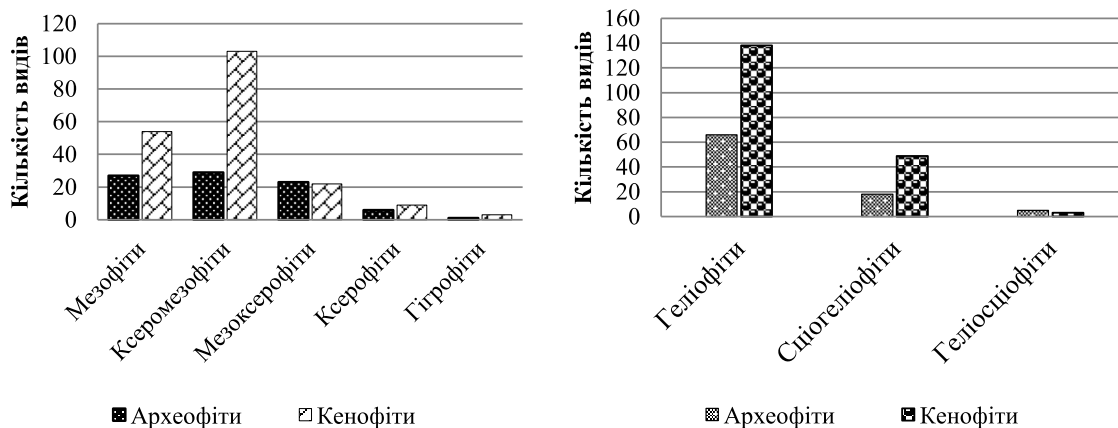 Кількість видів
120
100
80
60
40
20
0
Мезофіти
Ксеромезофіти
Мезоксерофіти
Ксерофіти
Гігрофіти
Археофіти Кенофіти
Кількість видів
160
140
120
100
80
60
40
20
0
Геліофіти
Сціогеліофіти
Геліосціофіти
Археофіти Кенофіти